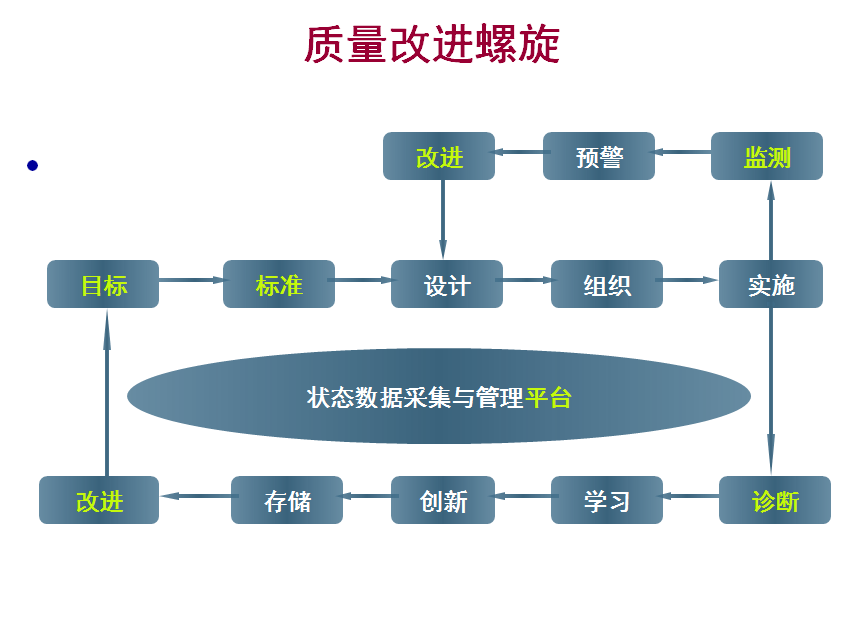 质量改进螺旋
改进 预警 监测
目标 标准 设计 组织 实施
状态数据采集与管理平台
改进 存储 创新 学习 诊断